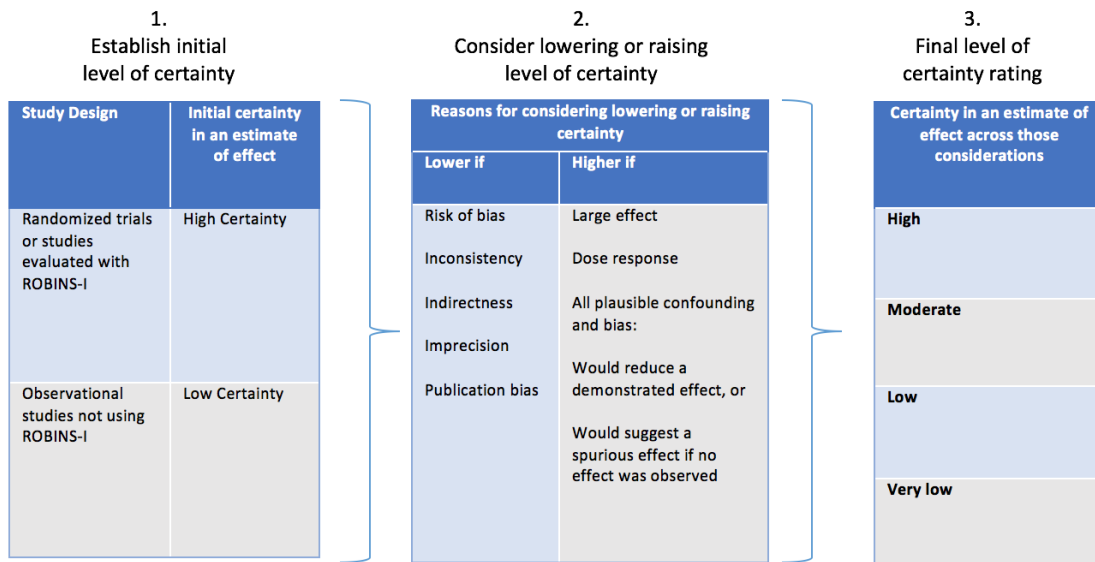 1.
Establish initial
level of certainty
Study Design
Initial certainty
in an estimate
of effect
Randomized trials
or studies
evaluated with
ROBINS-I
High Certainty
Observational
studies not using
ROBINS-I
Low Certainty
2.
Consider lowering or raising
level of certainty
Reasons for considering lowering or raising
certainty
Lower if
Higher if
Risk of bias
Inconsistency
Indirectness
Imprecision
Publication bias
Large effect
Dose response
All plausible confounding
and bias:
Would reduce a
demonstrated effect, or
Would suggest a
spurious effect if no
effect was observed
3.
Final level of
certainty rating
Certainty in an estimate of
effect across those
considerations
High
Moderate
Low
Very low